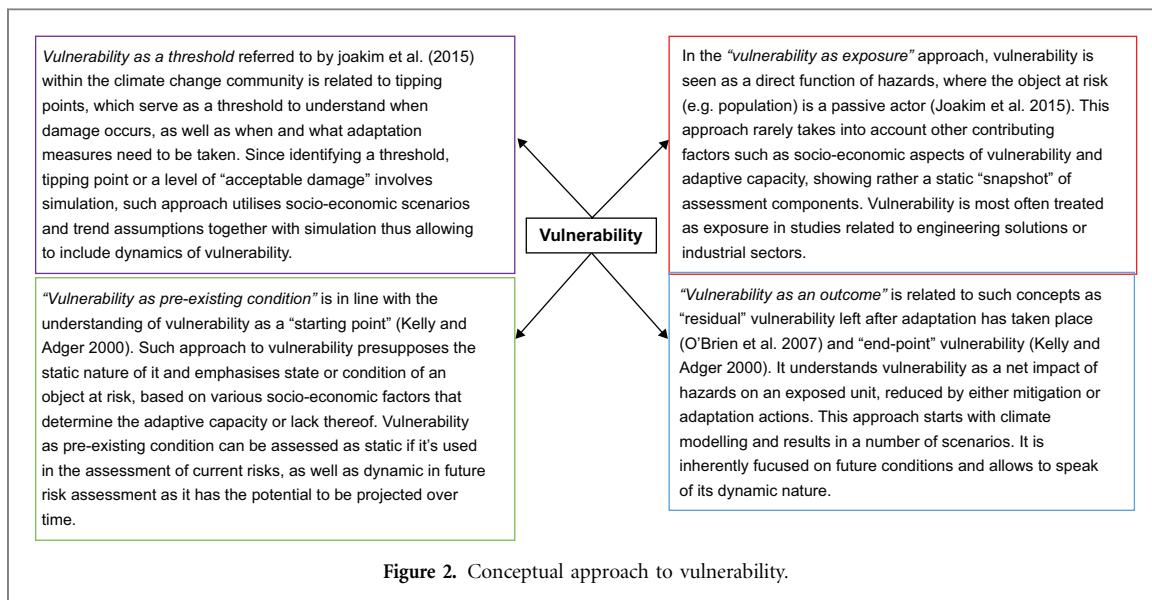 Vulnerability as a threshold referred to by joakim et al. (2015)
within the climate change community is related to tipping
points, which serve as a threshold to understand when
damage occurs, as well as when and what adaptation
measures need to be taken. Since identifying a threshold,
tipping point or a level of “acceptable damage” involves
simulation, such approach utilises socio-economic scenarios
and trend assumptions together with simulation thus allowing
to include dynamics of vulnerability.
In the “vulnerability as exposure” approach, vulnerability is
seen as a direct function of hazards, where the object at risk
(e.g. population) is a passive actor (Joakim et al. 2015). This
approach rarely takes into account other contributing
factors such as socio-economic aspects of vulnerability and
adaptive capacity, showing rather a static “snapshot” of
assessment components. Vulnerability is most often treated
as exposure in studies related to engineering solutions or
industrial sectors.
Vulnerability
“Vulnerability as pre-existing condition” is in line with the
understanding of vulnerability as a “starting point” (Kelly and
Adger 2000). Such approach to vulnerability presupposes the
static nature of it and emphasises state or condition of an
object at risk, based on various socio-economic factors that
determine the adaptive capacity or lack thereof. Vulnerability
as pre-existing condition can be assessed as static if it’s used
in the assessment of current risks, as well as dynamic in future
risk assessment as it has the potential to be projected over
time.
“Vulnerability as an outcome” is related to such concepts as
“residual” vulnerability left after adaptation has taken place
(O’Brien et al. 2007) and “end-point” vulnerability (Kelly and
Adger 2000). It understands vulnerability as a net impact of
hazards on an exposed unit, reduced by either mitigation or
adaptation actions. This approach starts with climate
modelling and results in a number of scenarios. It is
inherently fucused on future conditions and allows to speak
of its dynamic nature.
Figure 2. Conceptual approach to vulnerability.